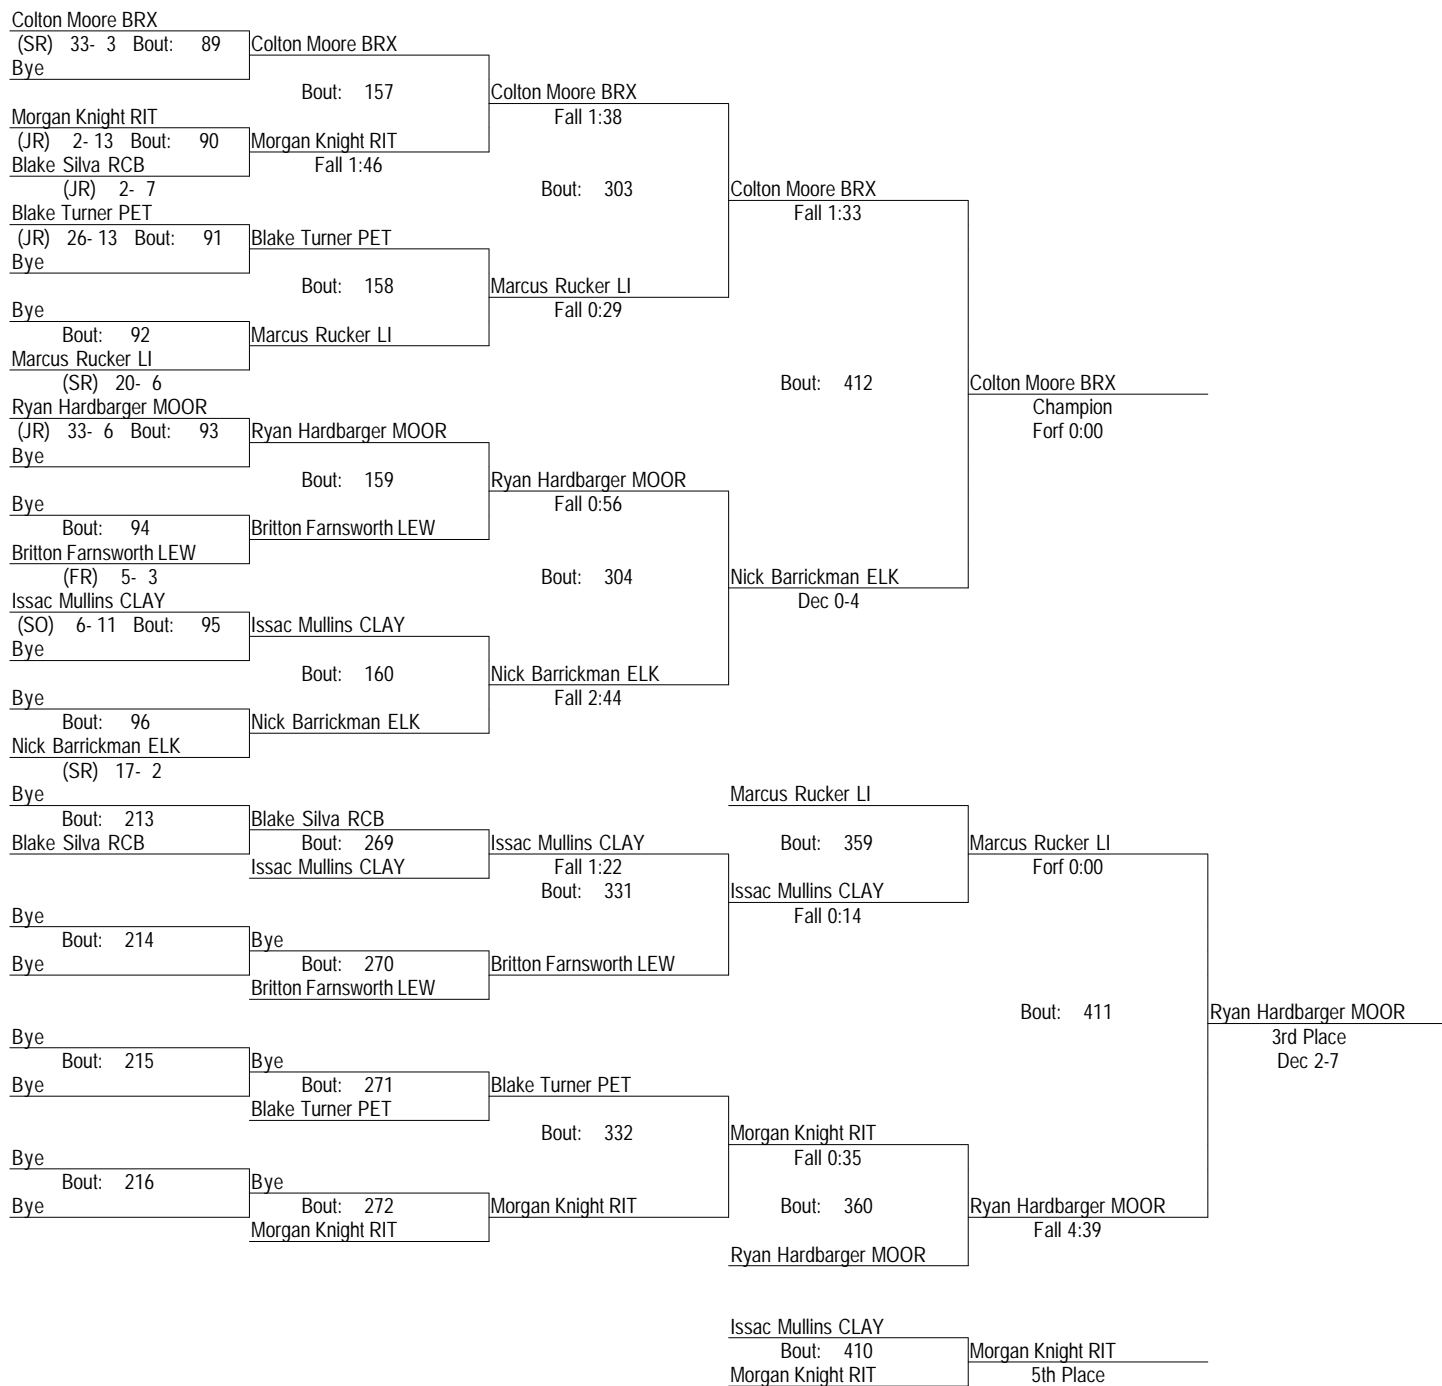 Colton Moore BRX
(SR) 33- 3 Bout: 89
Bye
Colton Moore BRX
Bout: 157
Morgan Knight RIT
(JR) 2- 13 Bout: 90
Blake Silva RCB
(JR) 2- 7
Morgan Knight RIT
Fall 1:46
Colton Moore BRX
Fall 1:38
Blake Turner PET
(JR) 26- 13 Bout: 91
Bye
Blake Turner PET
Bout: 158
Bye
Bout: 92
Marcus Rucker LI
(SR) 20- 6
Marcus Rucker LI
Marcus Rucker LI
Fall 0:29
Bout: 303
Colton Moore BRX
Fall 1:33
Ryan Hardbarger MOOR
(JR) 33- 6 Bout: 93
Bye
Ryan Hardbarger MOOR
Bout: 159
Bye
Bout: 94
Britton Farnsworth LEW
(FR) 5- 3
Britton Farnsworth LEW
Ryan Hardbarger MOOR
Fall 0:56
Issac Mullins CLAY
(SO) 6- 11 Bout: 95
Bye
Issac Mullins CLAY
Bout: 160
Bye
Bout: 96
Nick Barrickman ELK
(SR) 17- 2
Nick Barrickman ELK
Nick Barrickman ELK
Fall 2:44
Bout: 304
Nick Barrickman ELK
Dec 0-4
Bout: 412
Colton Moore BRX
Champion
Forf 0:00
Bye
Bout: 213
Blake Silva RCB
Blake Silva RCB
Bout: 269
Issac Mullins CLAY
Issac Mullins CLAY
Fall 1:22
Bout: 331
Bye
Bout: 214
Bye
Bye
Bout: 270
Britton Farnsworth LEW
Britton Farnsworth LEW
Marcus Rucker LI
Bout: 359
Issac Mullins CLAY
Fall 0:14
Marcus Rucker LI
Forf 0:00
Bye
Bout: 215
Bye
Bye
Bout: 271
Blake Turner PET
Blake Turner PET
Bout: 332
Bye
Bout: 216
Bye
Bye
Bout: 272
Morgan Knight RIT
Morgan Knight RIT
Morgan Knight RIT
Fall 0:35
Bout: 360
Ryan Hardbarger MOOR
Ryan Hardbarger MOOR
Fall 4:39
Bout: 411
Ryan Hardbarger MOOR
3rd Place
Dec 2-7
Issac Mullins CLAY
Bout: 410
Morgan Knight RIT
Morgan Knight RIT
5th Place